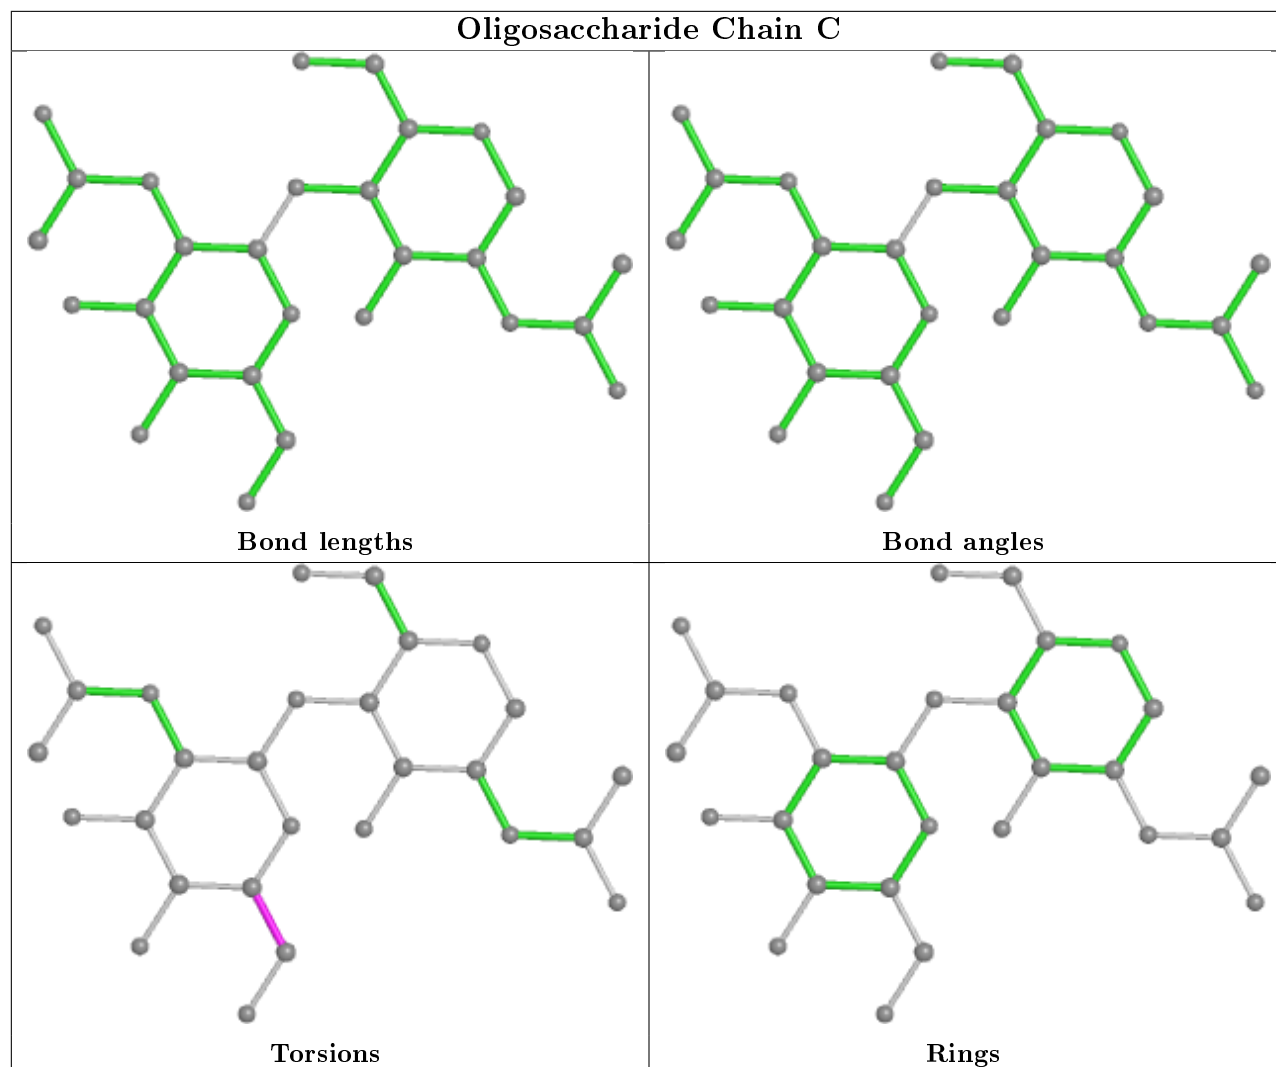 Oligosaccharide Chain C
Bond lengths
Bond angles
Torsions
Rings